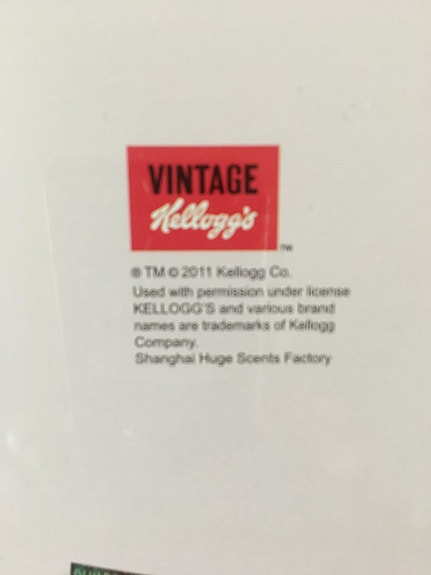 VINTAGE
Kellogg's
TM
® TM © 2011 Kellogg Co.
Used with permission under license
KELLOGG'S and various brand
names are trademarks of Kellogg
Company.
Shanghai Huge Scents Factory